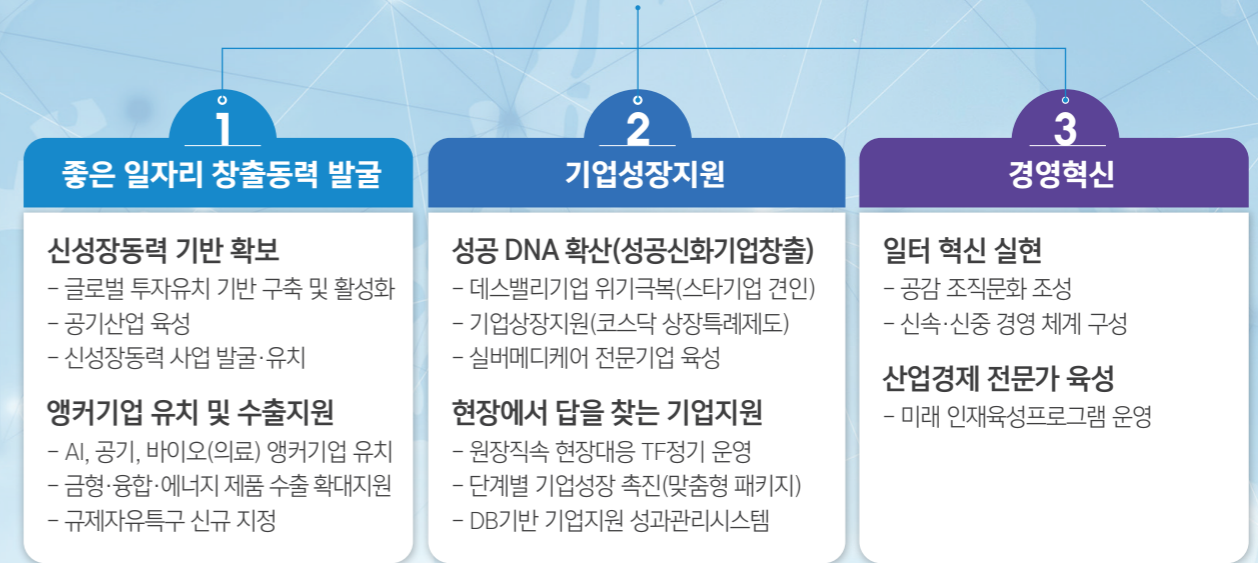 1
좋은 일자리 창출동력 발굴
신성장동력 기반 확보
- 글로벌 투자유치 기반 구축 및 활성화
- 공기산업 육성
- 신성장동력 사업 발굴·유치
앵커기업 유치 및 수출지원
- AI, 공기, 바이오(의료) 앵커기업 유치
- 금형·융합·에너지 제품 수출 확대지원
- 규제자유특구 신규 지정
2
기업성장지원
성공 DNA 확산(성공신화기업창출)
- 데스밸리기업 위기극복(스타기업 견인)
- 기업상장지원(코스닥 상장특례제도)
- 실버메디케어 전문기업 육성
현장에서 답을 찾는 기업지원
- 원장직속 현장대응 TF정기 운영
- 단계별 기업성장 촉진(맞춤형 패키지)
- DB기반 기업지원 성과관리시스템
3
경영혁신
일터 혁신 실현
- 공감 조직문화 조성
- 신속·신중 경영 체계 구성
산업경제 전문가 육성
- 미래 인재육성프로그램 운영